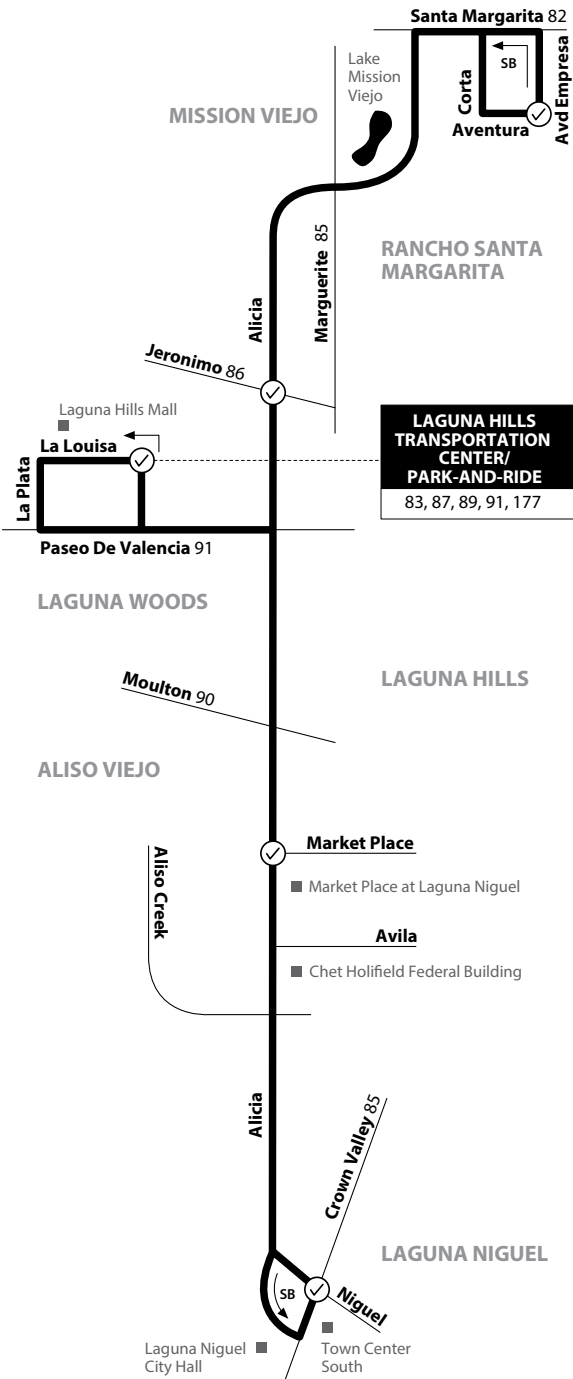 Santa Margarita 82
Lake
Mission
Viejo
SB
Corta
Avd Empresa
Aventura
MISSION VIEJO
Marguerite 85
RANCHO SANTA
MARGARITA
Alicia
Jeronimo 86
Laguna Hills Mall
La Louisa
La Plata
LAGUNA HILLS
TRANSPORTATION
CENTER/
PARK-AND-RIDE
83, 87, 89, 91, 177
Paseo De Valencia 91
LAGUNA WOODS
Moulton 90
LAGUNA HILLS
ALISO VIEJO
Market Place
Aliso Creek
Market Place at Laguna Niguel
Avila
Chet Holifield Federal Building
Alicia
Crown Valley 85
LAGUNA NIGUEL
SB
Niguel
Laguna Niguel
City Hall
Town Center
South